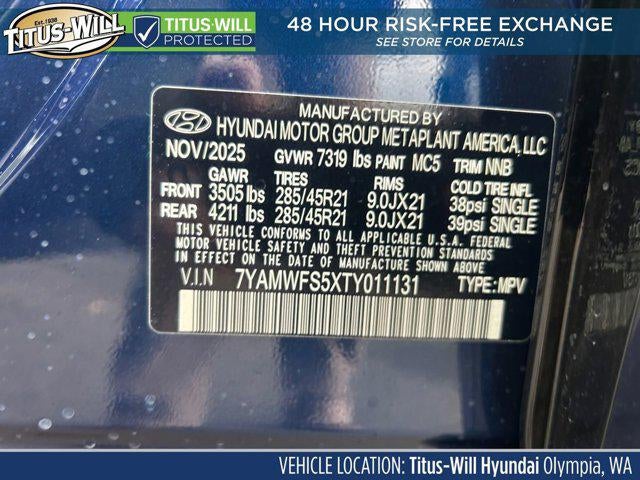 Est.1938
TITUS-WILL
TITUS-WILL
PROTECTED
48 HOUR RISK-FREE EXCHANGE
SEE STORE FOR DETAILS
MANUFACTURED BY
HYUNDAI MOTOR GROUP METAPLANT AMERICA, LLC
NOV/2025 GVWR 7319 lbs PAINT MC5 TRIM NNB
GAWR TIRES RIMS COLD TIRE INFL
FRONT 3505 lbs 285/45R21 9.0JX21 38psi SINGLE
REAR 4211 lbs 285/45R21 9.0JX21 39psi SINGLE
THIS VEHICLE CONFORMS TO ALL APPLICABLE U.S.A. FEDERAL
MOTOR VEHICLE SAFETY AND THEFT PREVENTION STANDARDS
IN EFFECT ON THE DATE OF MANUFACTURE SHOWN ABOVE.
V.I.N 7YAMWFS5XTY011131 TYPE: MPV
VEHICLE LOCATION: Titus-Will Hyundai Olympia, WA